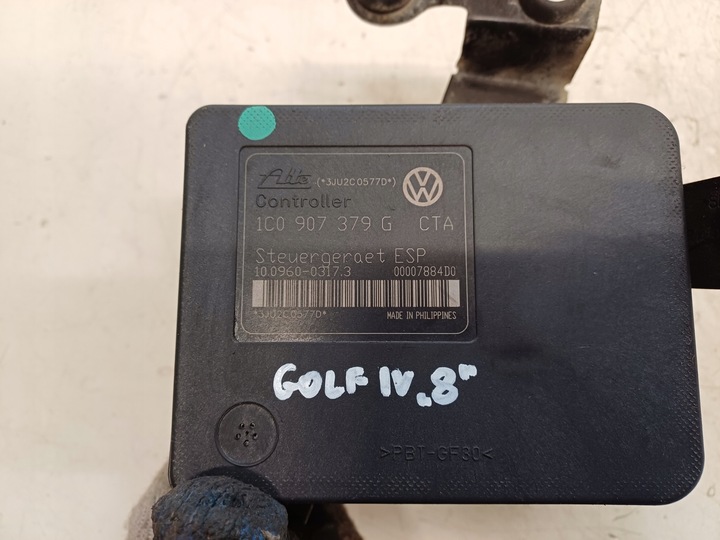 Ate (*3JU2C0577D*)
Controller
1C0 907 379 G CTA
Steuergeraet ESP
10.0960-0317.3 00007884D0
*3JU2C0577D* MADE IN PHILIPPINES
GOLF IV „8"
>PBT-GF30<